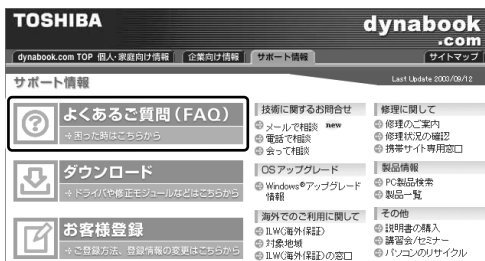 TOSHIBA
dynabook
.com
dynabook.com TOP 個人・家庭向け情報 企業向け情報 サポート情報 サイトマップ
サポート情報
Last Update 2003/09/12
よくあるご質問(FAQ)
→困った時はこちらから
ダウンロード
→ドライバや修正モジュールなどはこちらから
お客様登録
→ご登録方法、登録情報の変更はこちらから
技術に関するお問合せ
メールで相談 new
電話で相談
会って相談
OSアップグレード
Windows®アップグレード
情報
海外でのご利用に関して
ILW(海外保証)
対象地域
ILW(海外保証)の窓口
修理に関して
修理のご案内
修理状況の確認
携帯サイト専用窓口
製品情報
PC製品検索
製品一覧
その他
説明書の購入
講習会/セミナー
パソコンのリサイクル